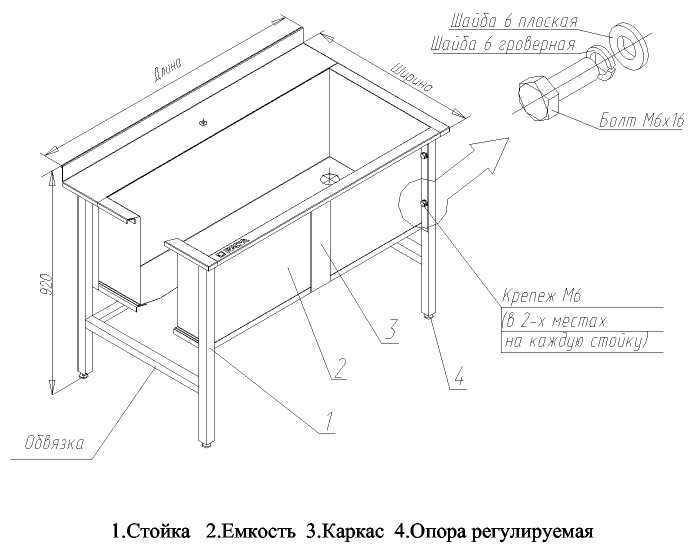 Шайба 6 плоская
Шайба 6 гроверная
Длина
Ширина
Болт М6х16
920
Крепеж М6
(в 2-х местах
на каждую стойку)
3
2
4
1
Обвязка
1.Стойка 2.Емкость 3.Каркас 4.Опора регулируемая